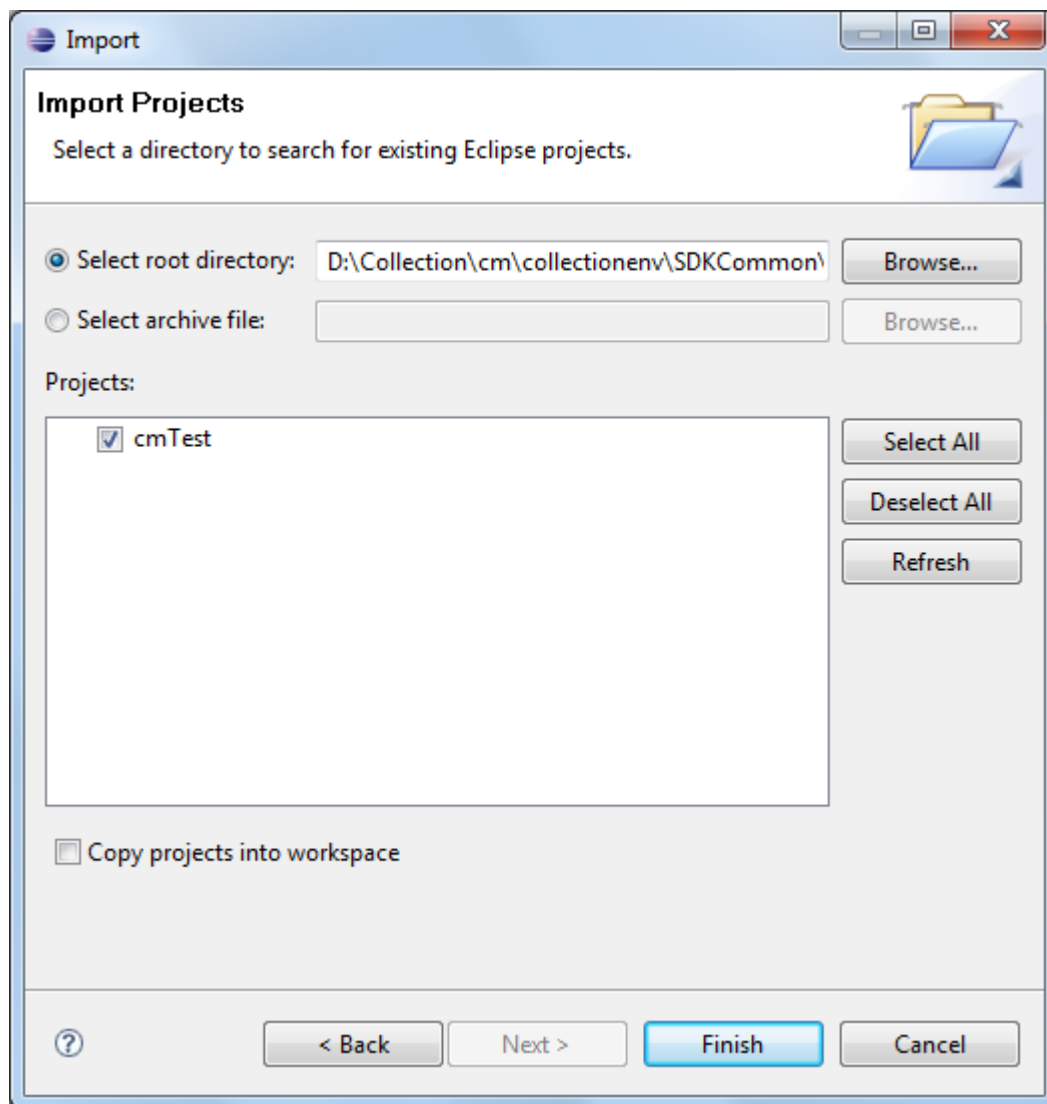 Import
Import Projects
Select a directory to search for existing Eclipse projects.
Select root directory: D:\Collection\cm\collectionenv\SDKCommon\ Browse...
Select archive file: Browse...
Projects:
cmTest
Select All
Deselect All
Refresh
Copy projects into workspace
< Back Next > Finish Cancel